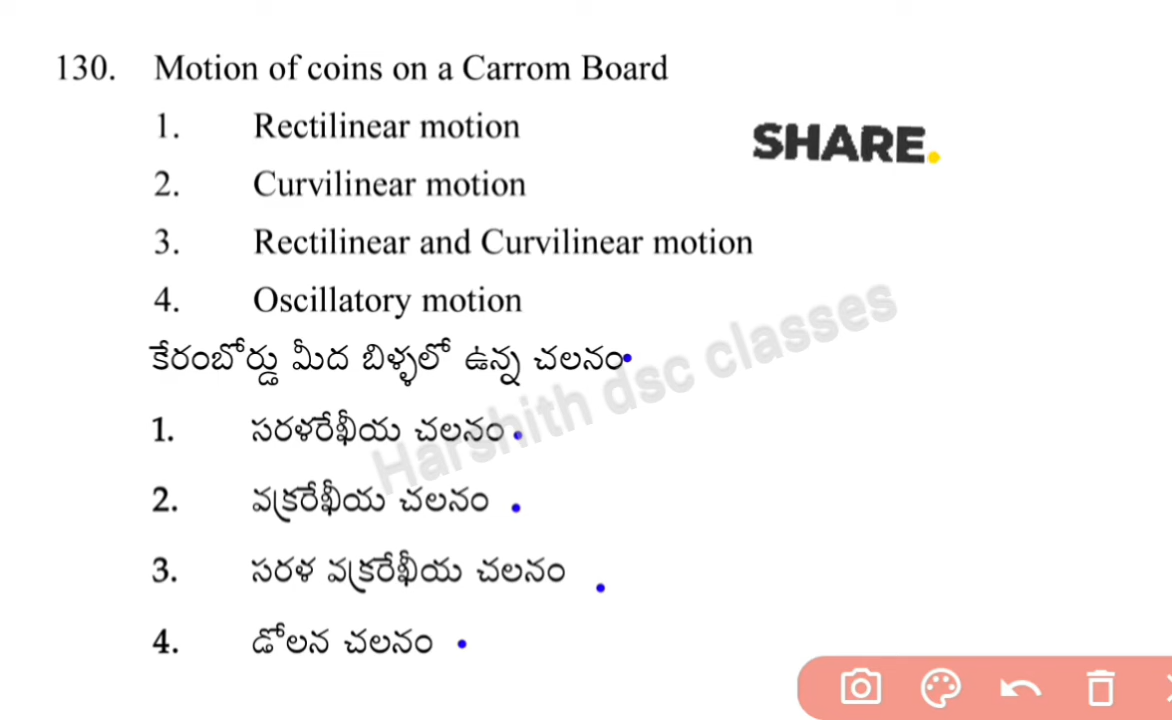 130. Motion of coins on a Carrom Board
1. Rectilinear motion
SHARE.
2. Curvilinear motion
3. Rectilinear and Curvilinear motion
4. Oscillatory motion
కేరంబోర్డు మీద బిళ్ళలో ఉన్న చలనం
1. సరళరేఖీయ చలనం
2. వక్రరేఖీయ చలనం
3. సరళ వక్రరేఖీయ చలనం
4. డోలన చలనం
Harshith dsc classes